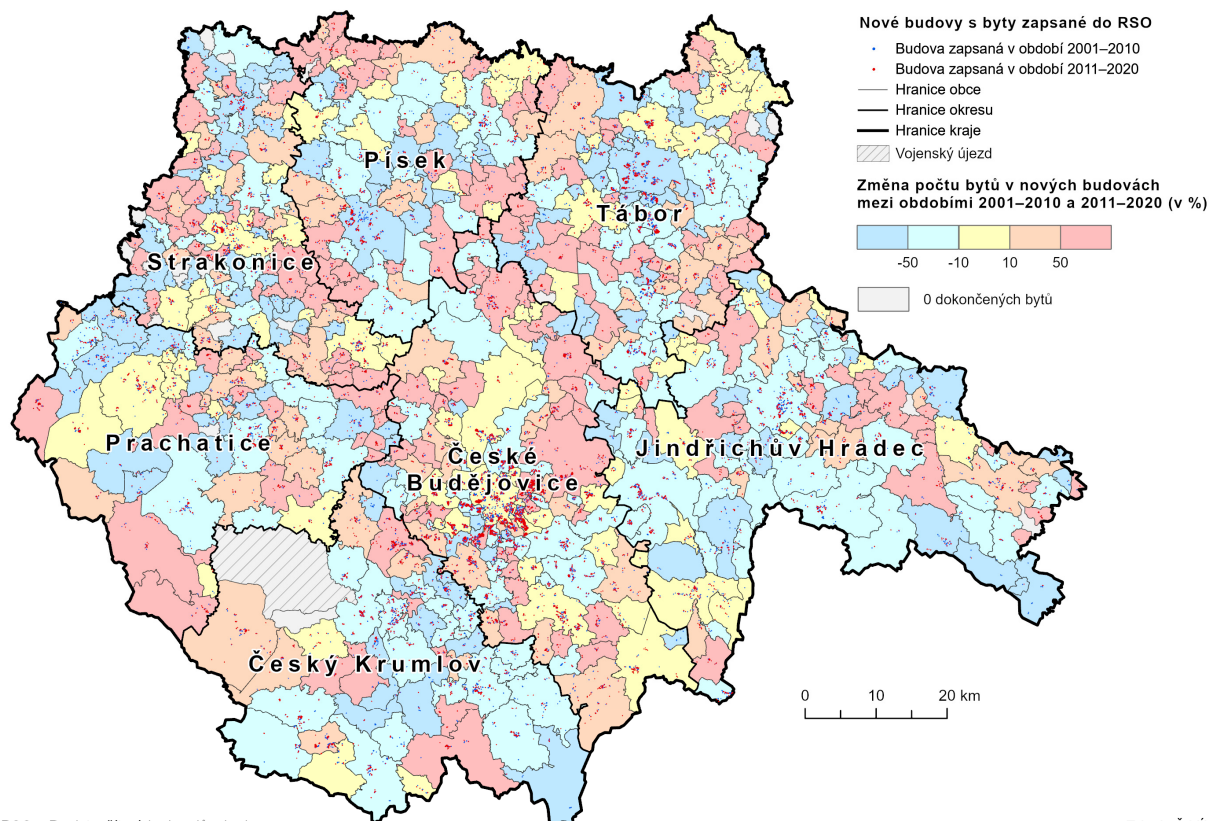 Nové budovy s byty zapsané do RSO
Budova zapsaná v období 2001–2010
Budova zapsaná v období 2011–2020
Hranice obce
Hranice okresu
Hranice kraje
Vojenský újezd
Změna počtu bytů v nových budovách
mezi obdobími 2001–2010 a 2011–2020 (v %)
-50 -10 10 50
0 dokončených bytů
Písek
Tábor
Strakonice
Prachatice
České
Budějovice
Jindřichův Hradec
Český Krumlov
0 10 20 km